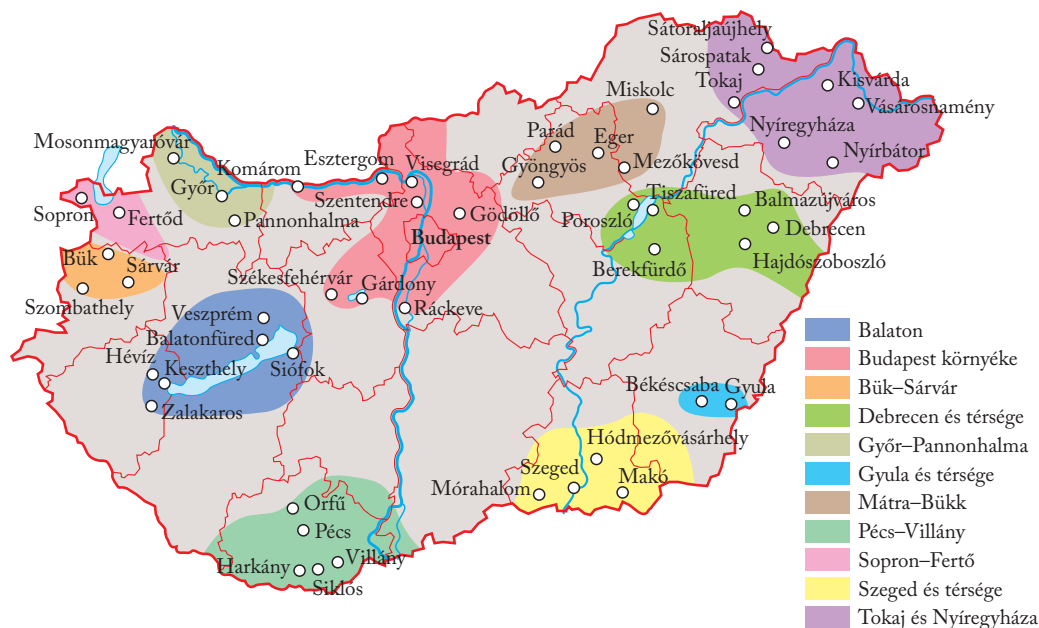 Sátoraljaújhely
Sárospatak
Tokaj
Kisvárda
Vásárosnamény
Nyíregyháza
Nyírbátor
Miskolc
Parád
Eger
Gyöngyös
Mezőkövesd
Mosonmagyaróvár
Komárom
Esztergom
Visegrád
Győr
Szentendre
Pannonhalma
Gödöllő
Budapest
Sopron
Fertőd
Tiszafüred
Poroszló
Balmazújváros
Debrecen
Berekfürdő
Hajdószoboszló
Bük
Sárvár
Szombathely
Székesfehérvár
Gárdony
Ráckeve
Veszprém
Balatonfüred
Hévíz
Keszthely
Siófok
Zalakaros
Békéscsaba
Gyula
Hódmezővásárhely
Szeged
Makó
Mórahalom
Orfű
Pécs
Harkány
Villány
Siklós
Balaton
Budapest környéke
Bük–Sárvár
Debrecen és térsége
Győr–Pannonhalma
Gyula és térsége
Mátra–Bükk
Pécs–Villány
Sopron–Fertő
Szeged és térsége
Tokaj és Nyíregyháza